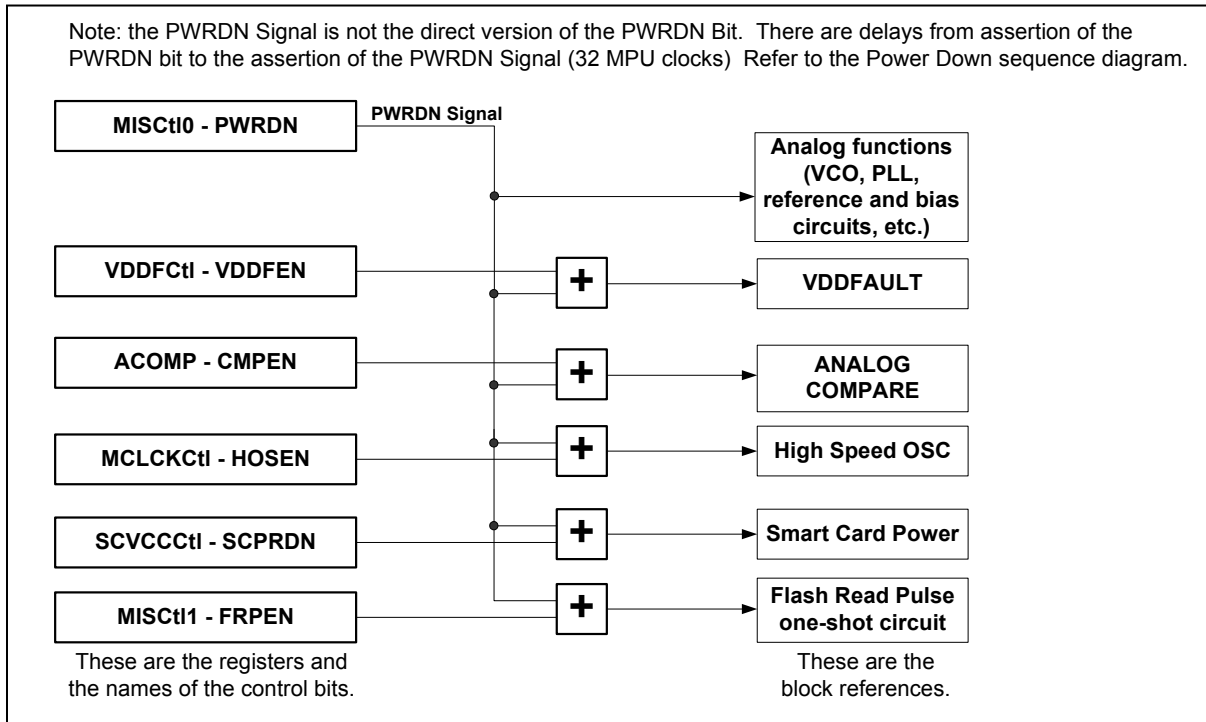 Note: the PWRDN Signal is not the direct version of the PWRDN Bit. There are delays from assertion of the
PWRDN bit to the assertion of the PWRDN Signal (32 MPU clocks) Refer to the Power Down sequence diagram.
MISCtl0 - PWRDN
PWRDN Signal
Analog functions
(VCO, PLL,
reference and bias
circuits, etc.)
VDDFCtl - VDDFEN
+
VDDFAULT
ACOMP - CMPEN
+
ANALOG
COMPARE
MCLCKCtl - HOSEN
+
High Speed OSC
SCVCCCtl - SCPRDN
+
Smart Card Power
MISCtl1 - FRPEN
+
Flash Read Pulse
one-shot circuit
These are the registers and
the names of the control bits.
These are the
block references.